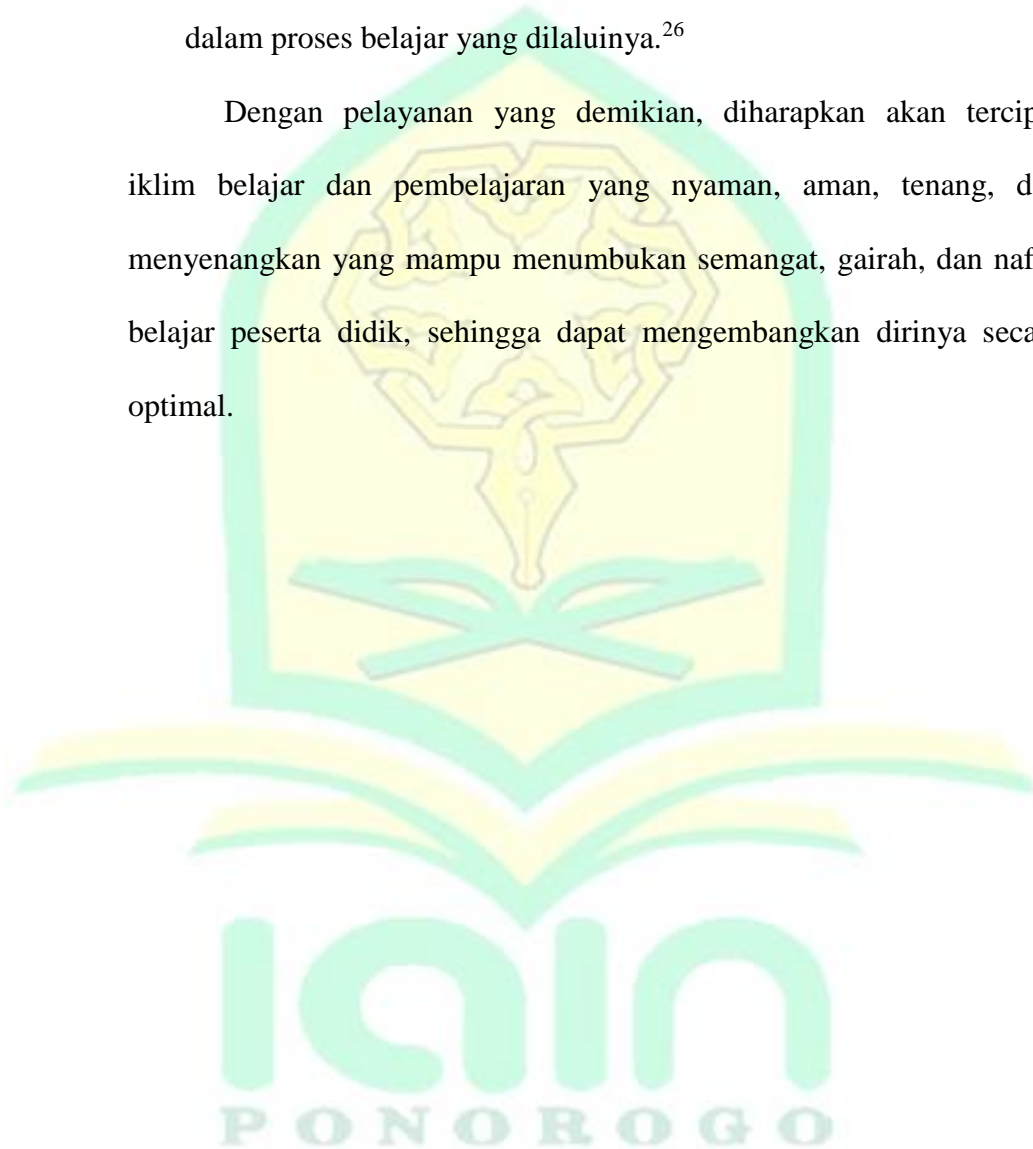 dalam proses belajar yang dilaluinya.26
Dengan pelayanan yang demikian, diharapkan akan tercip
iklim belajar dan pembelajaran yang nyaman, aman, tenang, d
menyenangkan yang mampu menumbukan semangat, gairah, dan naf
belajar peserta didik, sehingga dapat mengembangkan dirinya seca
optimal.
iain
PONOROGO